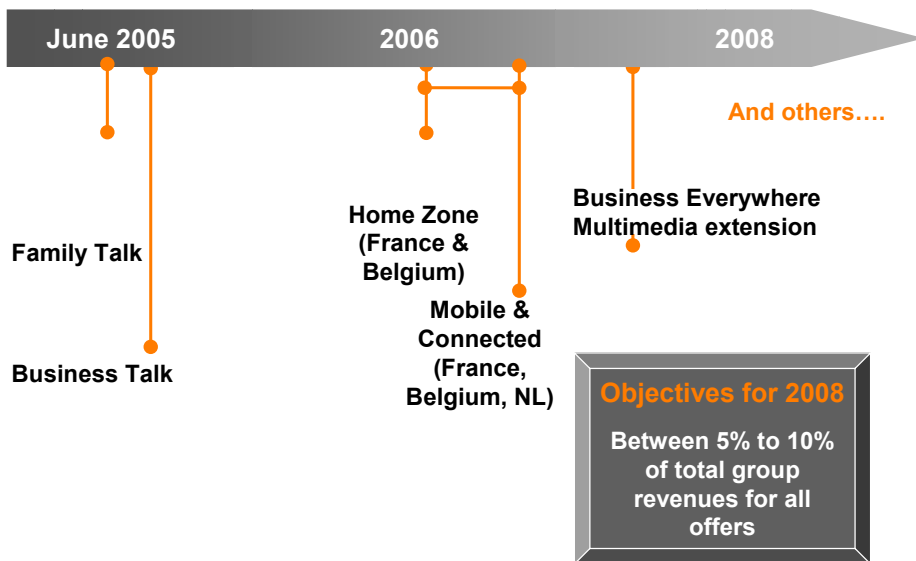 June 2005
2006
2008
And others....
Family Talk
Business Talk
Home Zone
(France &
Belgium)
Mobile &
Connected
(France,
Belgium, NL)
Business Everywhere
Multimedia extension
Objectives for 2008
Between 5% to 10%
of total group
revenues for all
offers